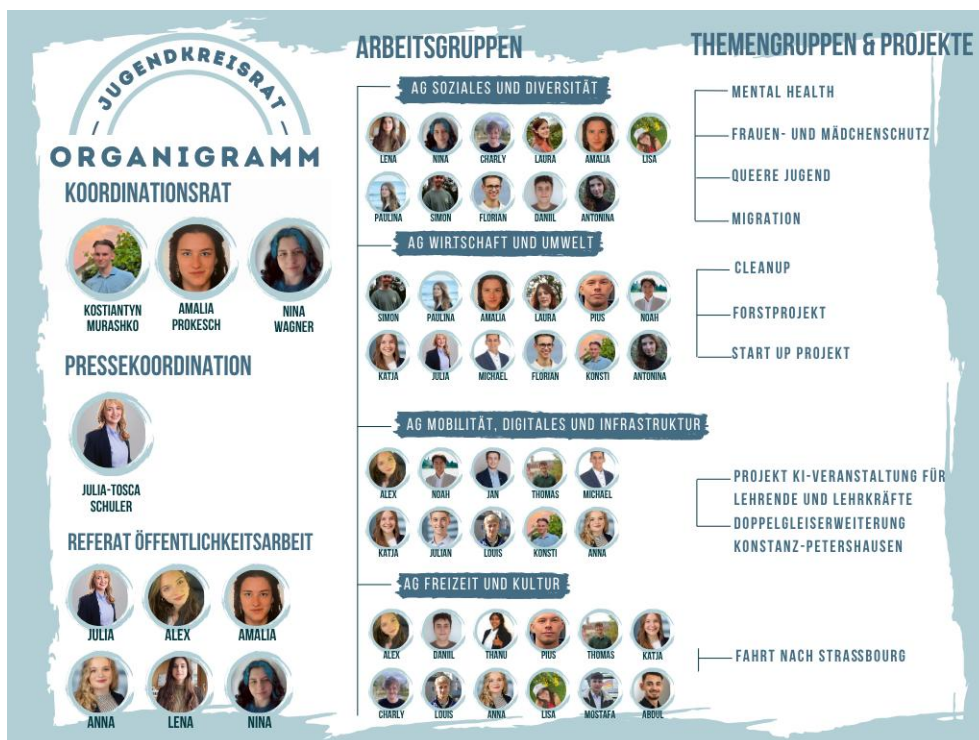 JUGENDKREISRAT
ORGANIGRAMM
KOORDINATIONSRAT
KOSTIANTYN
MURASHKO
AMALIA
PROKESCH
NINA
WAGNER
PRESSEKOORDINATION
JULIA-TOSCA
SCHULER
REFERAT ÖFFENTLICHKEITSARBEIT
JULIA ALEX AMALIA
ANNA LENA NINA
ARBEITSGRUPPEN
AG SOZIALES UND DIVERSITÄT
LENA NINA CHARLY LAURA AMALIA LISA
PAULINA SIMON FLORIAN DANIIL ANTONINA
AG WIRTSCHAFT UND UMWELT
SIMON PAULINA AMALIA LAURA PIUS NOAH
KATJA JULIA MICHAEL FLORIAN KONSTI ANTONINA
AG MOBILITÄT, DIGITALES UND INFRASTRUKTUR
ALEX NOAH JAN THOMAS MICHAEL
KATJA JULIAN LOUIS KONSTI ANNA
AG FREIZEIT UND KULTUR
ALEX DANIIL THANU PIUS THOMAS KATJA
CHARLY LOUIS ANNA LISA MOSTAFA ABDUL
THEMENGRUPPEN & PROJEKTE
MENTAL HEALTH
FRAUEN- UND MÄDCHENSCHUTZ
QUEERE JUGEND
MIGRATION
CLEANUP
FORSTPROJEKT
START UP PROJEKT
PROJEKT KI-VERANSTALTUNG FÜR
LEHRENDE UND LEHRKRÄFTE
DOPPELGLEISERWEITERUNG
KONSTANZ-PETERSHAUSEN
FAHRT NACH STRASSBOURG